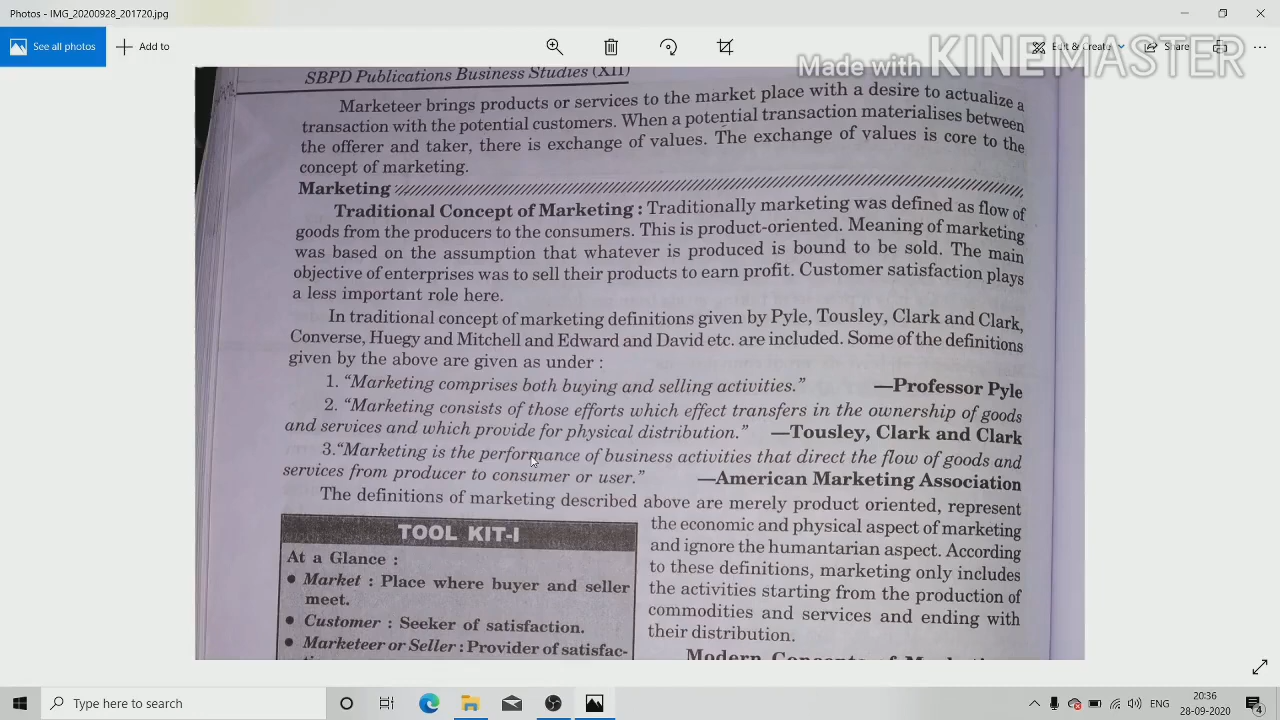 Photos - IMG_20200928_201720.jpg
See all photos
Add to
Edit & Create
Share
Made with KINEMASTER
SBPD Publications Business Studies (XII)
Marketeer brings products or services to the market place with a desire to actualize a
transaction with the potential customers. When a potential transaction materialises between
the offerer and taker, there is exchange of values. The exchange of values is core to the
concept of marketing.
Marketing
Traditional Concept of Marketing : Traditionally marketing was defined as flow of
goods from the producers to the consumers. This is product-oriented. Meaning of marketing
was based on the assumption that whatever is produced is bound to be sold. The main
objective of enterprises was to sell their products to earn profit. Customer satisfaction plays
a less important role here.
In traditional concept of marketing definitions given by Pyle, Tousley, Clark and Clark,
Converse, Huegy and Mitchell and Edward and David etc. are included. Some of the definitions
given by the above are given as under :
1. “Marketing comprises both buying and selling activities.” —Professor Pyle
2. “Marketing consists of those efforts which effect transfers in the ownership of goods
and services and which provide for physical distribution.” —Tousley, Clark and Clark
3.“Marketing is the performance of business activities that direct the flow of goods and
services from producer to consumer or user.” —American Marketing Association
The definitions of marketing described above are merely product oriented, represent
the economic and physical aspect of marketing
and ignore the humantarian aspect. According
to these definitions, marketing only includes
the activities starting from the production of
commodities and services and ending with
their distribution.
TOOL KIT-I
At a Glance :
• Market : Place where buyer and seller
meet.
• Customer : Seeker of satisfaction.
• Marketeer or Seller : Provider of satisfac-
Modern Concepts of
Type here to search
ENG
20:36
28-09-2020
4